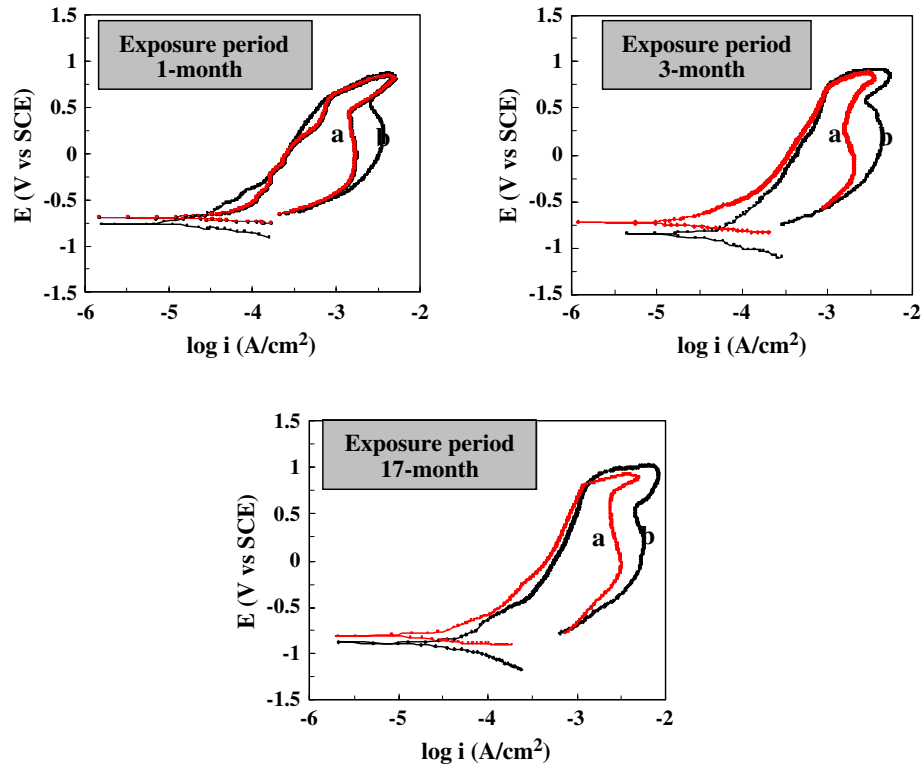 Exposure period
1-month
E (V vs SCE)
1.5
1
0.5
0
-0.5
-1
-1.5
a
b
-6
-5
-4
-3
-2
log i (A/cm²)
Exposure period
3-month
E (V vs SCE)
1.5
1
0.5
0
-0.5
-1
-1.5
a
b
-6
-5
-4
-3
-2
log i (A/cm²)
Exposure period
17-month
E (V vs SCE)
1.5
1
0.5
0
-0.5
-1
-1.5
a
b
-6
-5
-4
-3
-2
log i (A/cm²)